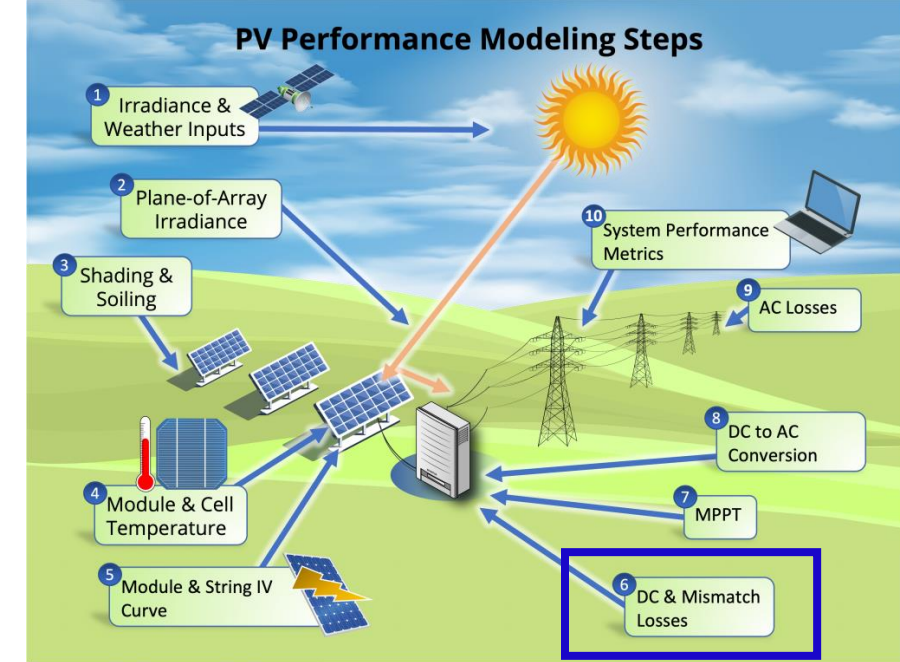 PV Performance Modeling Steps
1
Irradiance &
Weather Inputs
2
Plane-of-Array
Irradiance
3
Shading &
Soiling
4
Module & Cell
Temperature
5
Module & String IV
Curve
6
DC & Mismatch
Losses
7
MPPT
8
DC to AC
Conversion
9
AC Losses
10
System Performance
Metrics